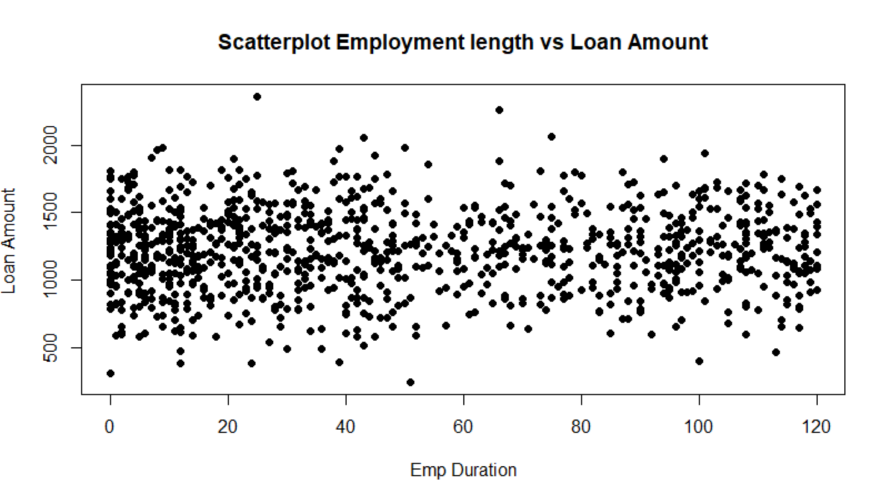 Scatterplot Employment length vs Loan Amount
Loan Amount
2000
1500
1000
500
0 20 40 60 80 100 120
Emp Duration